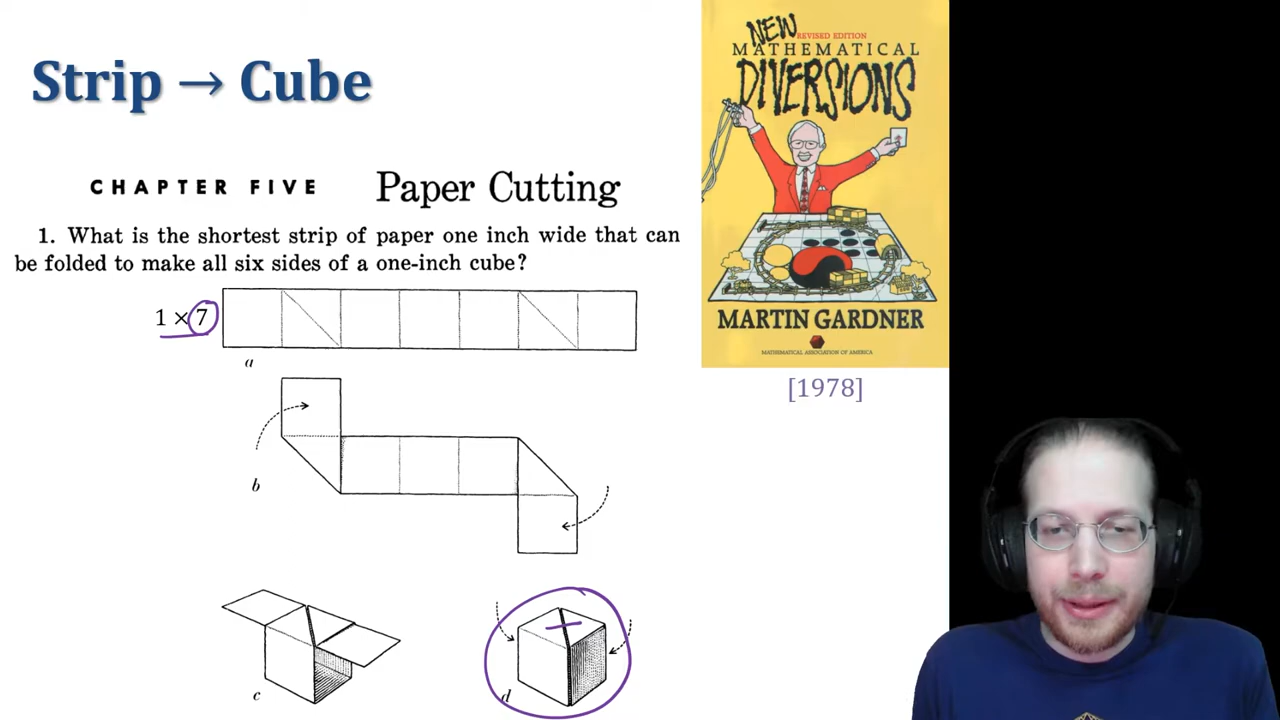 Strip → Cube
CHAPTER FIVE Paper Cutting
1. What is the shortest strip of paper one inch wide that can
be folded to make all six sides of a one-inch cube?
1 × 7
a
b
c
d
NEW
REVISED EDITION
MATHEMATICAL
DIVERSIONS
MARTIN GARDNER
MATHEMATICAL ASSOCIATION OF AMERICA
[1978]